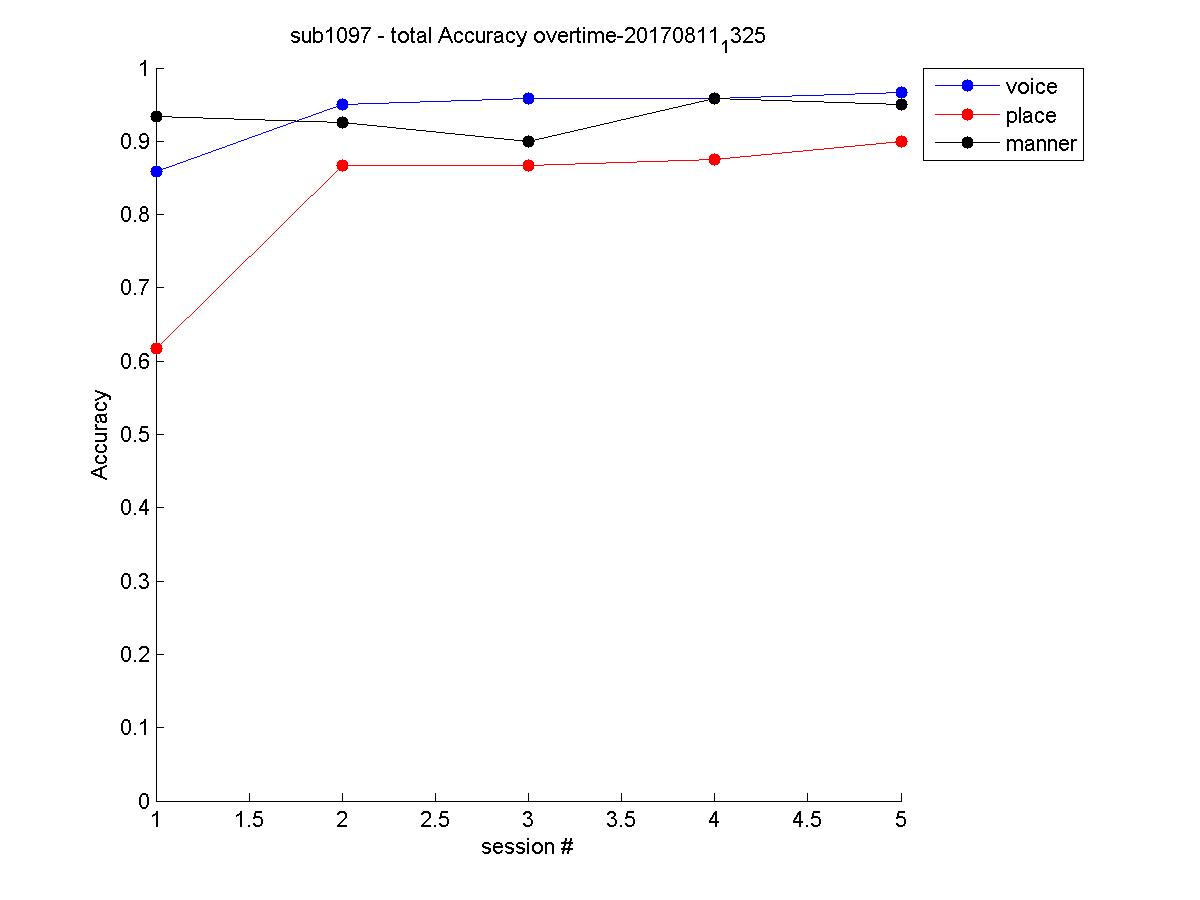 sub1097 - total Accuracy overtime-20170811₁325
voice
place
manner
1
0.9
0.8
0.7
0.6
0.5
0.4
0.3
0.2
0.1
0
Accuracy
1 1.5 2 2.5 3 3.5 4 4.5 5
session #